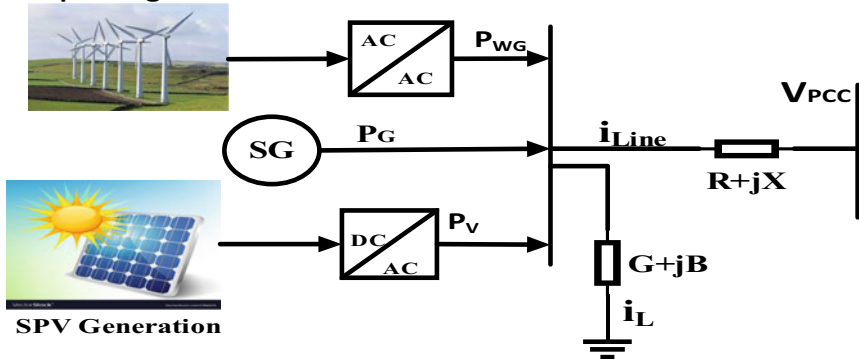 AC
AC
PWG
VPCC
SG
PG
iLine
R+jX
DC
AC
PV
G+jB
iL
SPV Generation